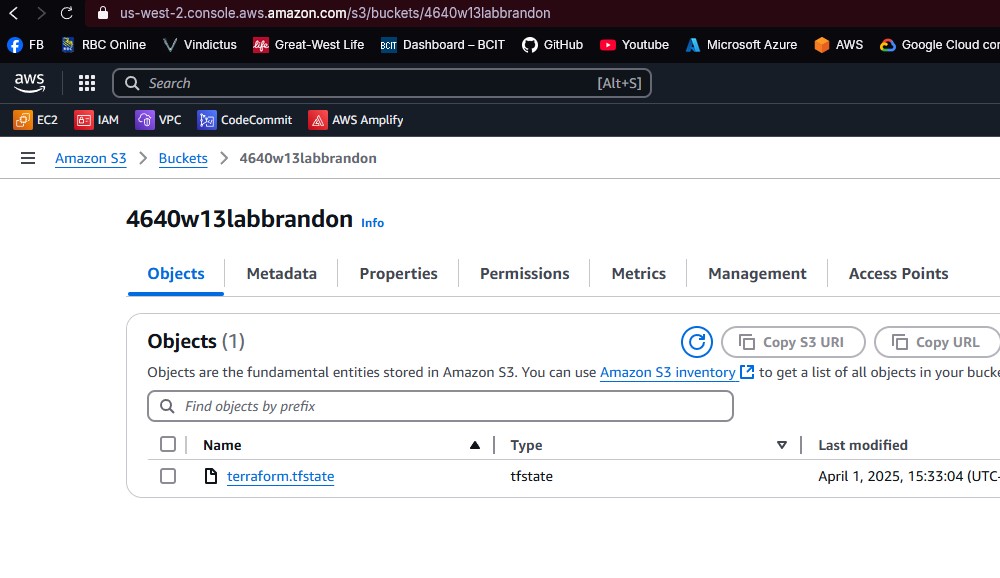 us-west-2.console.aws.amazon.com/s3/buckets/4640w13labbrandon
FB RBC Online Vindictus Great-West Life Dashboard – BCIT GitHub Youtube Microsoft Azure AWS Google Cloud con
aws Search [Alt+S]
EC2 IAM VPC CodeCommit AWS Amplify
Amazon S3 Buckets 4640w13labbrandon
4640w13labbrandon Info
Objects Metadata Properties Permissions Metrics Management Access Points
Objects (1) Copy S3 URI Copy URL
Objects are the fundamental entities stored in Amazon S3. You can use Amazon S3 inventory to get a list of all objects in your bucke
Find objects by prefix
Name Type Last modified
terraform.tfstate tfstate April 1, 2025, 15:33:04 (UTC-